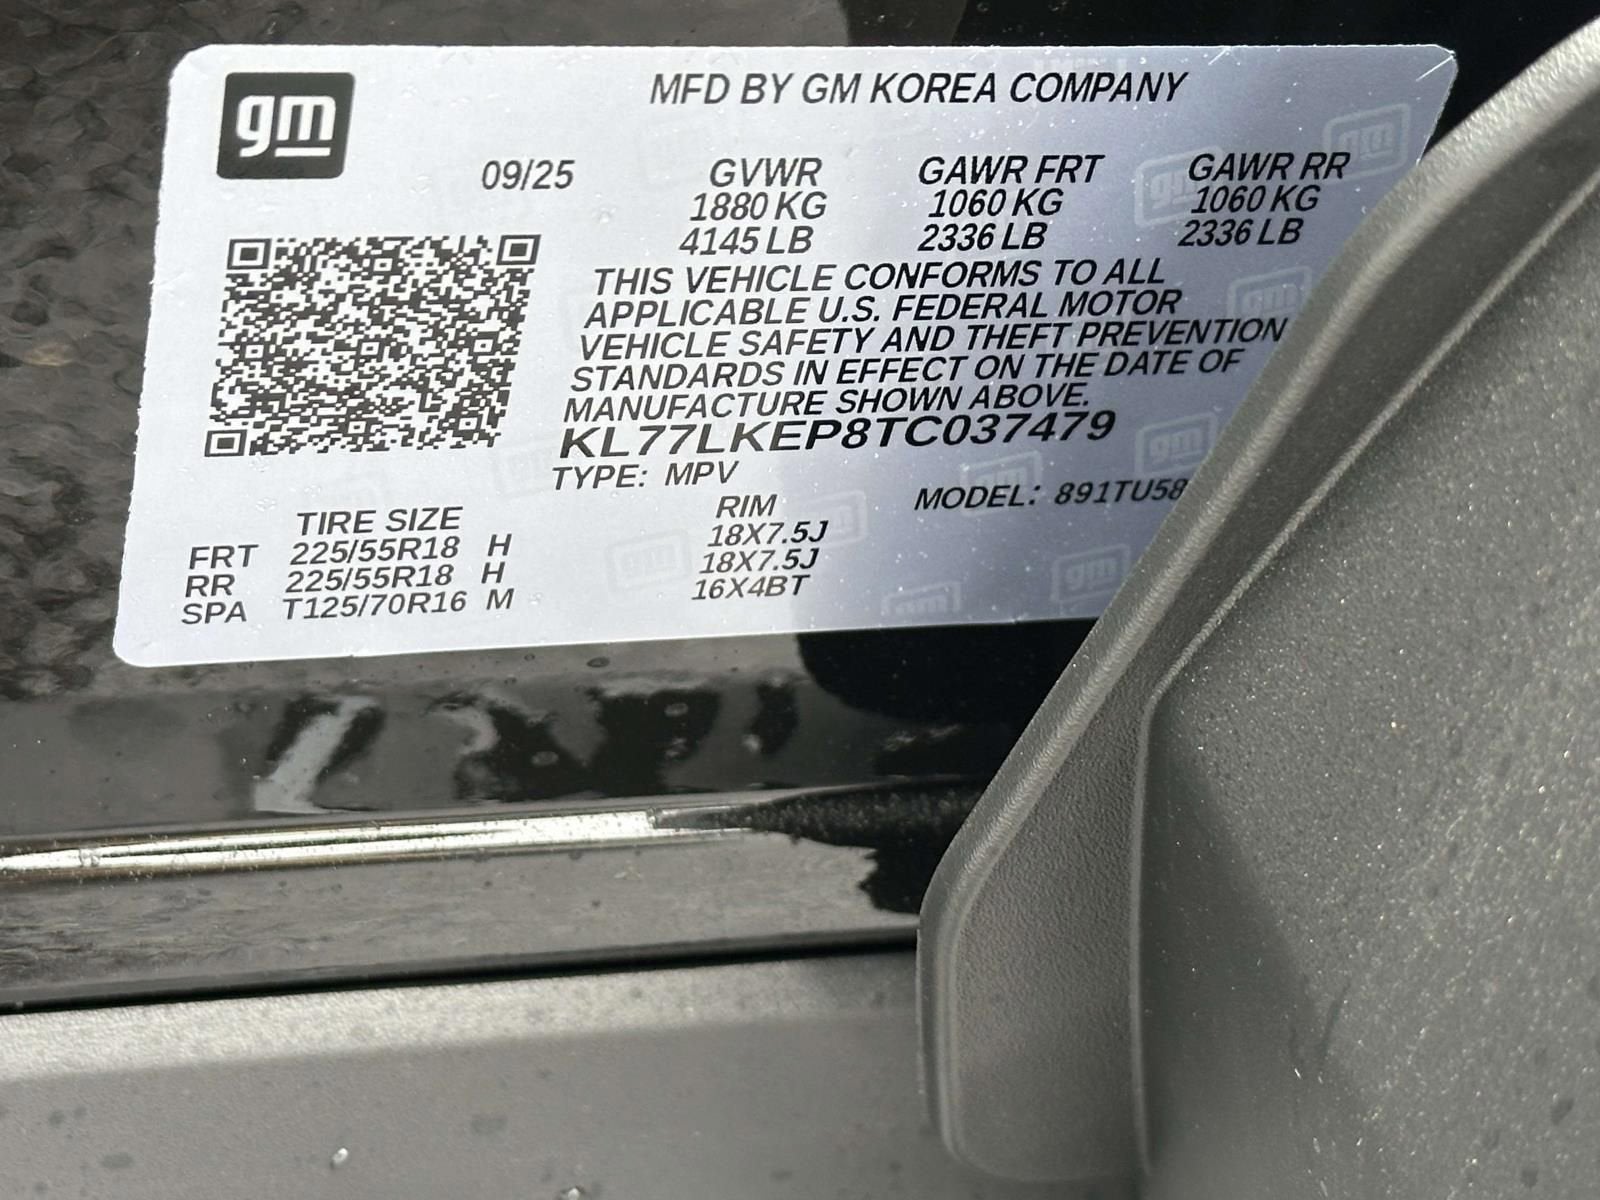 gm
MFD BY GM KOREA COMPANY
09/25 GVWR GAWR FRT GAWR RR
1880 KG 1060 KG 1060 KG
4145 LB 2336 LB 2336 LB
THIS VEHICLE CONFORMS TO ALL
APPLICABLE U.S. FEDERAL MOTOR
VEHICLE SAFETY AND THEFT PREVENTION
STANDARDS IN EFFECT ON THE DATE OF
MANUFACTURE SHOWN ABOVE.
KL77LKEP8TC037479
TYPE: MPV MODEL: 891TU58
TIRE SIZE RIM
FRT 225/55R18 H 18X7.5J
RR 225/55R18 H 18X7.5J
SPA T125/70R16 M 16X4BT